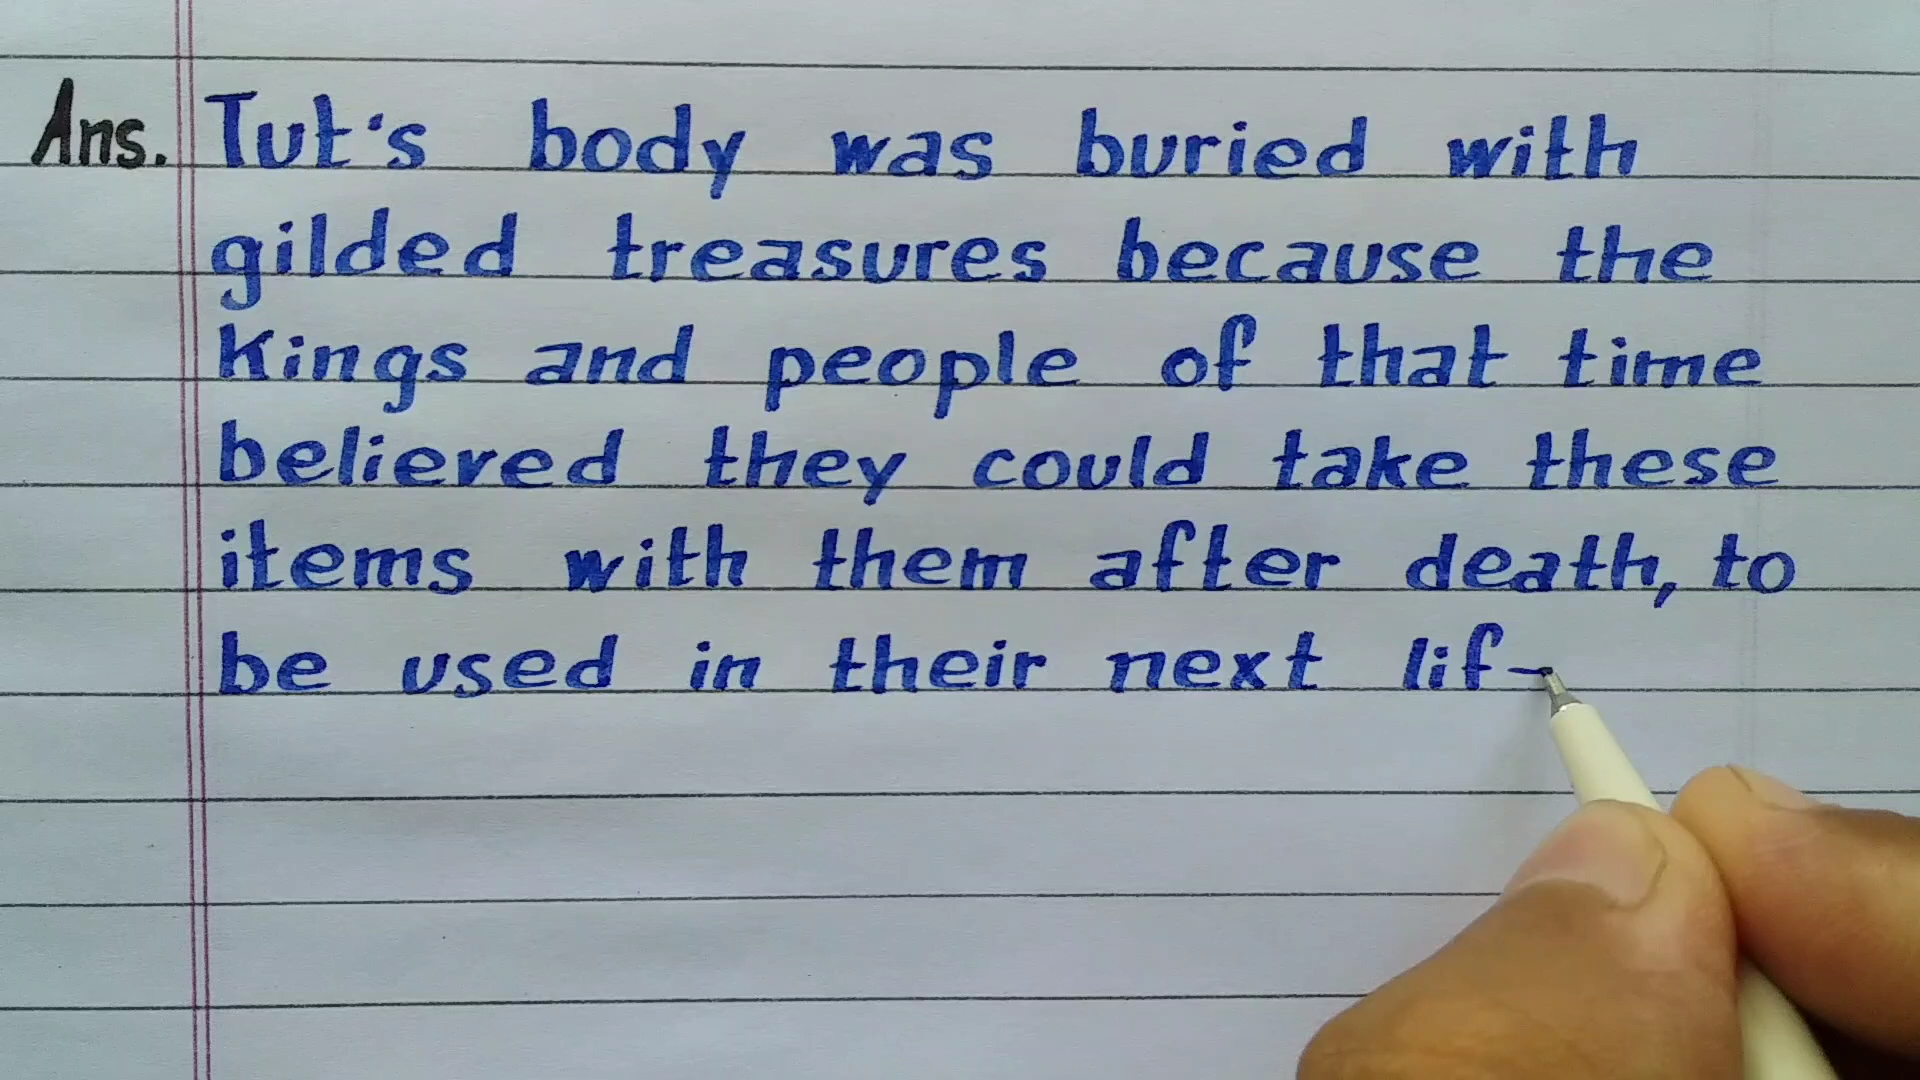 Ans. Tut's body was buried with
gilded treasures because the
Kings and people of that time
believed they could take these
items with them after death, to
be used in their next lif